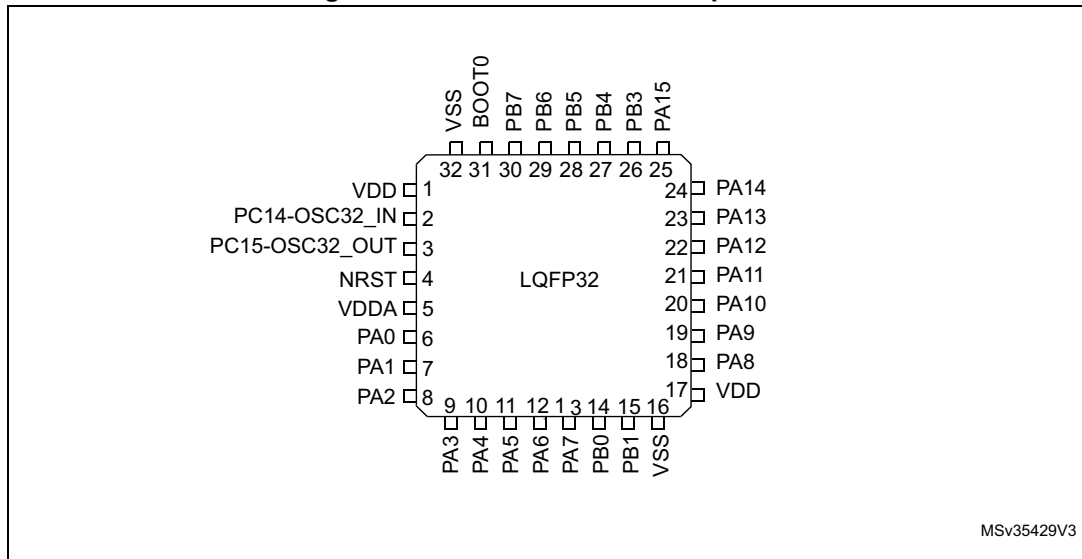 VSS
BOOT0
PB7
PB6
PB5
PB4
PB3
PA15
32 31 30 29 28 27 26 25
VDD 1
PC14-OSC32_IN 2
PC15-OSC32_OUT 3
NRST 4
VDDA 5
PA0 6
PA1 7
PA2 8
LQFP32
24 PA14
23 PA13
22 PA12
21 PA11
20 PA10
19 PA9
18 PA8
17 VDD
9 10 11 12 1 3 14 15 16
PA3
PA4
PA5
PA6
PA7
PB0
PB1
VSS
MSv35429V3